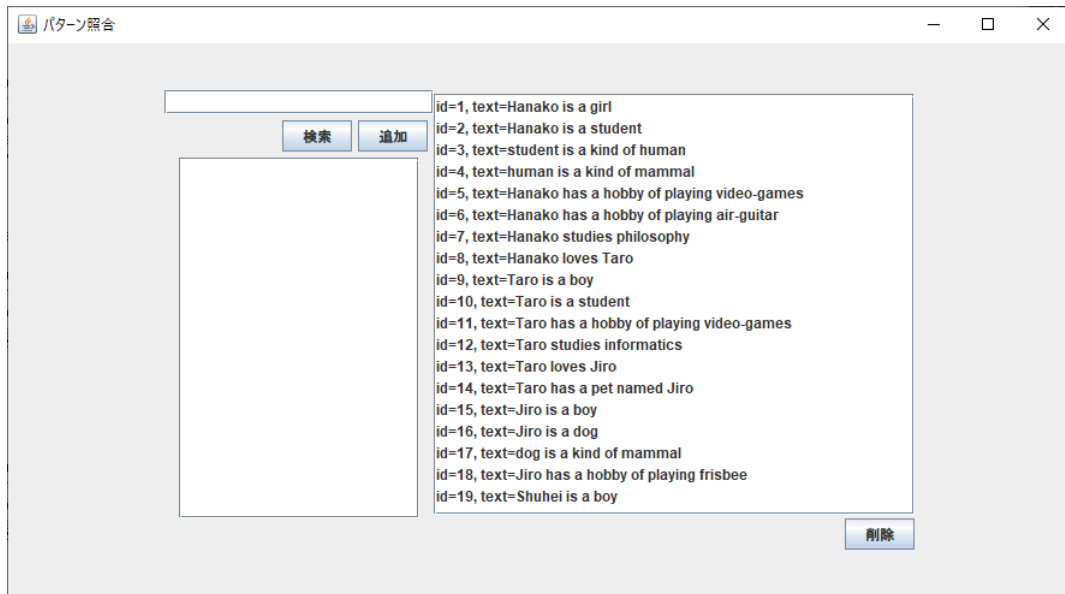 パターン照合
検索 追加
id=1, text=Hanako is a girl
id=2, text=Hanako is a student
id=3, text=student is a kind of human
id=4, text=human is a kind of mammal
id=5, text=Hanako has a hobby of playing video-games
id=6, text=Hanako has a hobby of playing air-guitar
id=7, text=Hanako studies philosophy
id=8, text=Hanako loves Taro
id=9, text=Taro is a boy
id=10, text=Taro is a student
id=11, text=Taro has a hobby of playing video-games
id=12, text=Taro studies informatics
id=13, text=Taro loves Jiro
id=14, text=Taro has a pet named Jiro
id=15, text=Jiro is a boy
id=16, text=Jiro is a dog
id=17, text=dog is a kind of mammal
id=18, text=Jiro has a hobby of playing frisbee
id=19, text=Shuhei is a boy
削除